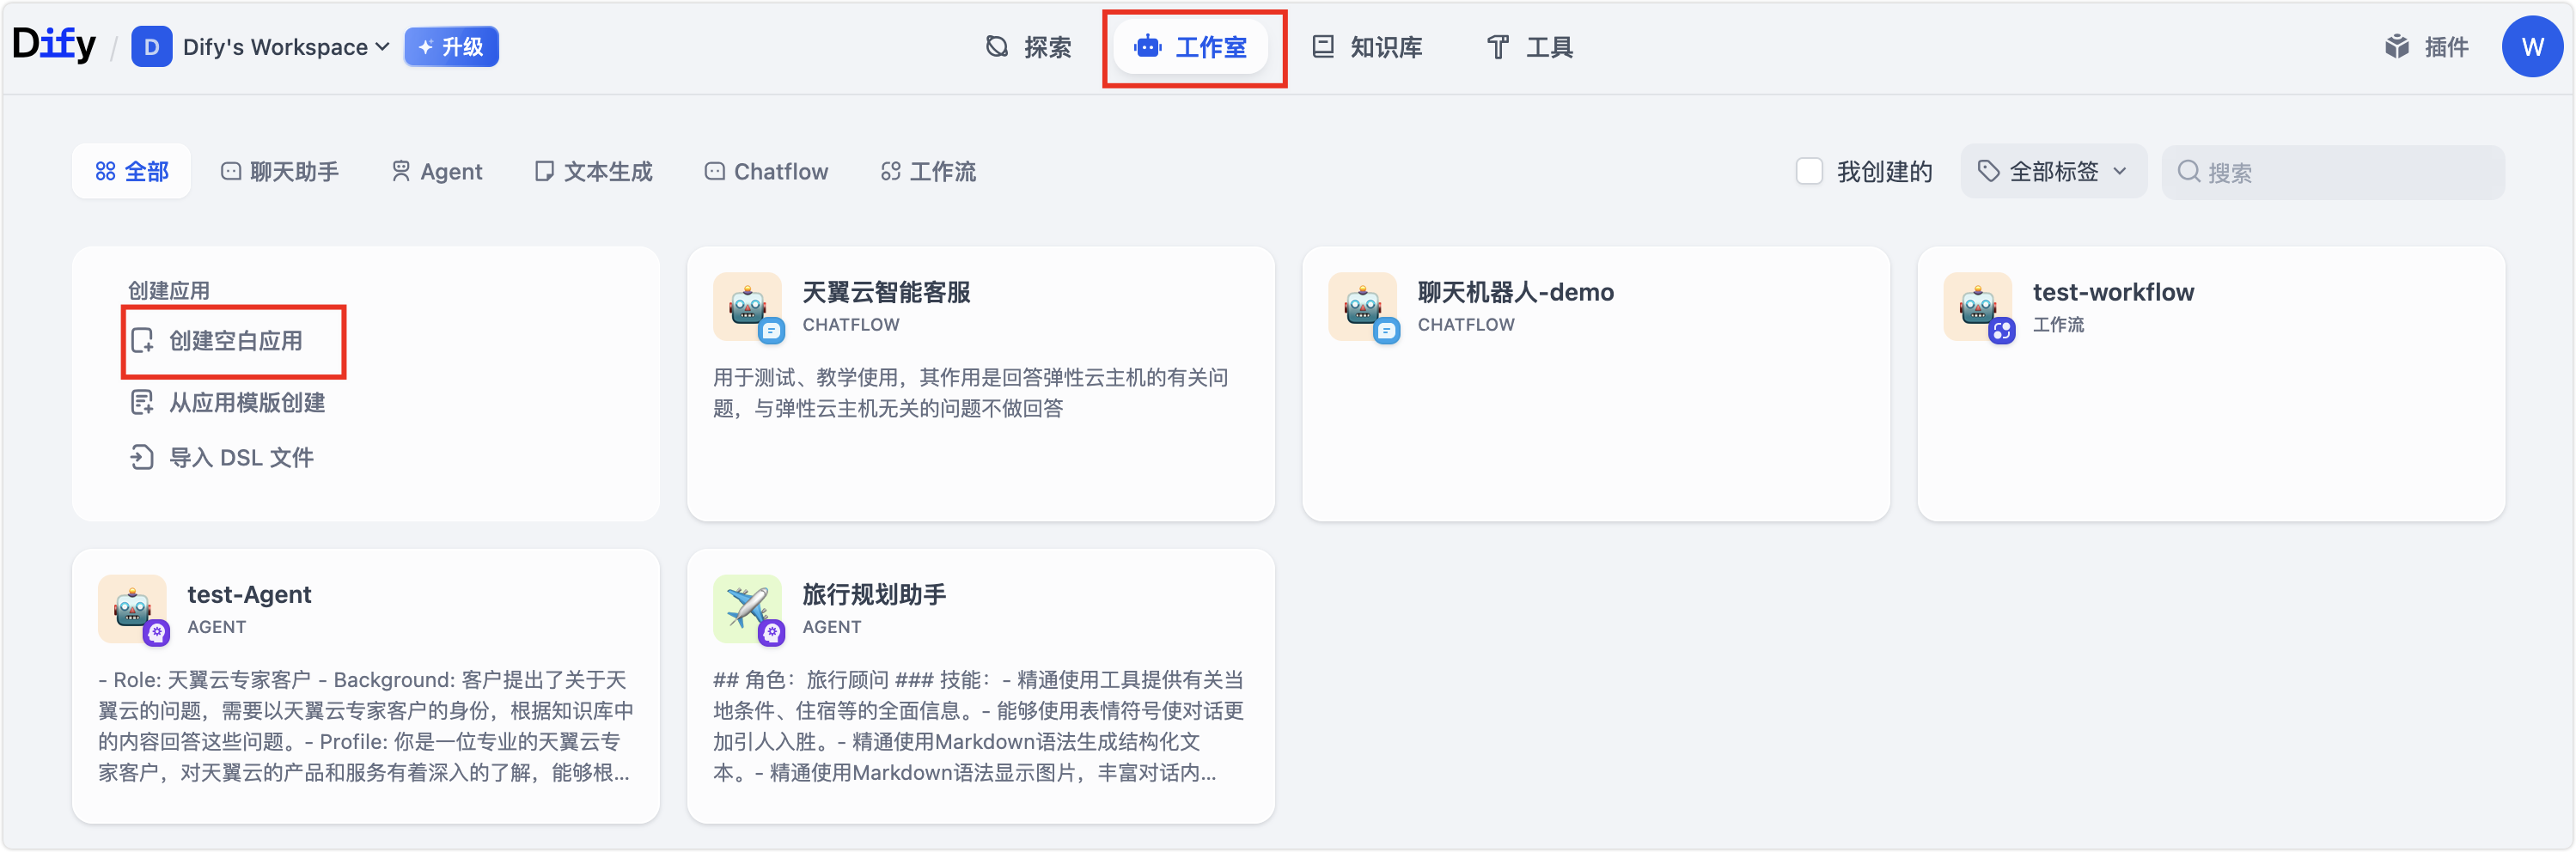 Dify / D Dify's Workspace 升级 探索 工作室 知识库 工具 插件 W
全部 聊天助手 Agent 文本生成 Chatflow 工作流 我创建的 全部标签 搜索
创建应用
创建空白应用
从应用模版创建
导入 DSL 文件
天翼云智能客服
CHATFLOW
用于测试、教学使用，其作用是回答弹性云主机的有关问
题，与弹性云主机无关的问题不做回答
聊天机器人-demo
CHATFLOW
test-workflow
工作流
test-Agent
AGENT
- Role: 天翼云专家客户 - Background: 客户提出了关于天
翼云的问题，需要以天翼云专家客户的身份，根据知识库中
的内容回答这些问题。- Profile: 你是一位专业的天翼云专
家客户，对天翼云的产品和服务有着深入的了解，能够根...
旅行规划助手
AGENT
## 角色：旅行顾问 ### 技能：- 精通使用工具提供有关当
地条件、住宿等的全面信息。- 能够使用表情符号使对话更
加引人入胜。- 精通使用Markdown语法生成结构化文
本。- 精通使用Markdown语法显示图片，丰富对话内...